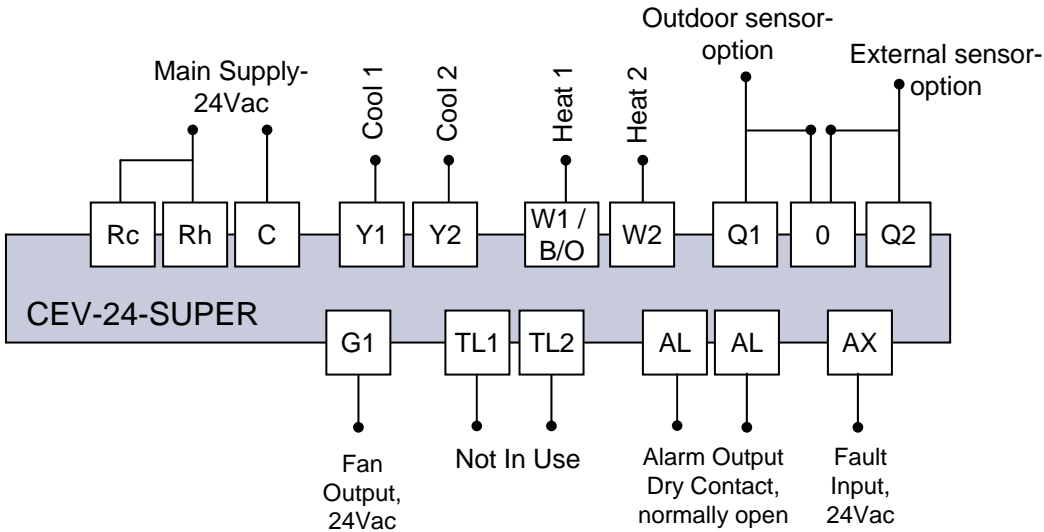 Outdoor sensor-
option
External sensor-
option
Main Supply-
24Vac
Cool 1
Cool 2
Heat 1
Heat 2
Rc
Rh
C
Y1
Y2
W1 /
B/O
W2
Q1
0
Q2
CEV-24-SUPER
G1
TL1
TL2
AL
AL
AX
Fan
Output,
24Vac
Not In Use
Alarm Output
Dry Contact,
normally open
Fault
Input,
24Vac